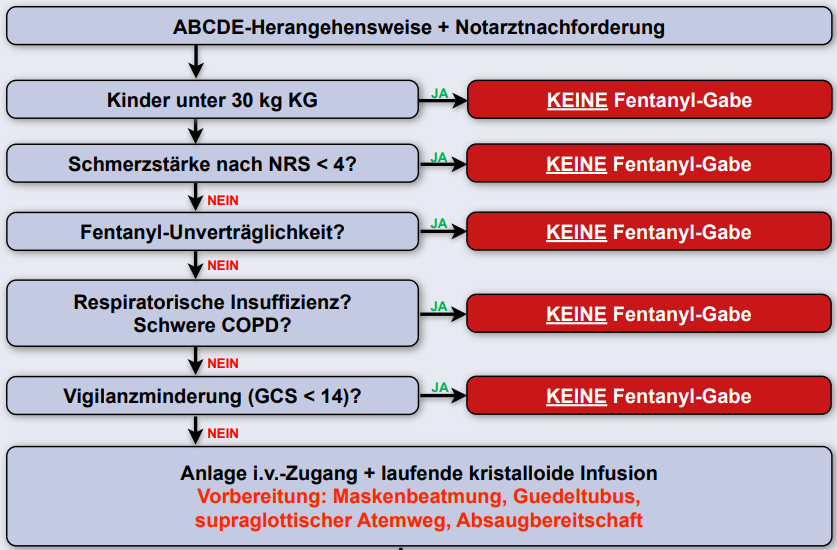 ABCDE-Herangehensweise + Notarztnachforderung
Kinder unter 30 kg KG
JA
KEINE Fentanyl-Gabe
Schmerzstärke nach NRS < 4?
JA
KEINE Fentanyl-Gabe
NEIN
Fentanyl-Unverträglichkeit?
JA
KEINE Fentanyl-Gabe
NEIN
Respiratorische Insuffizienz?
Schwere COPD?
JA
KEINE Fentanyl-Gabe
NEIN
Vigilanzminderung (GCS < 14)?
JA
KEINE Fentanyl-Gabe
NEIN
Anlage i.v.-Zugang + laufende kristalloide Infusion
Vorbereitung: Maskenbeatmung, Guedeltubus,
supraglottischer Atemweg, Absaugbereitschaft